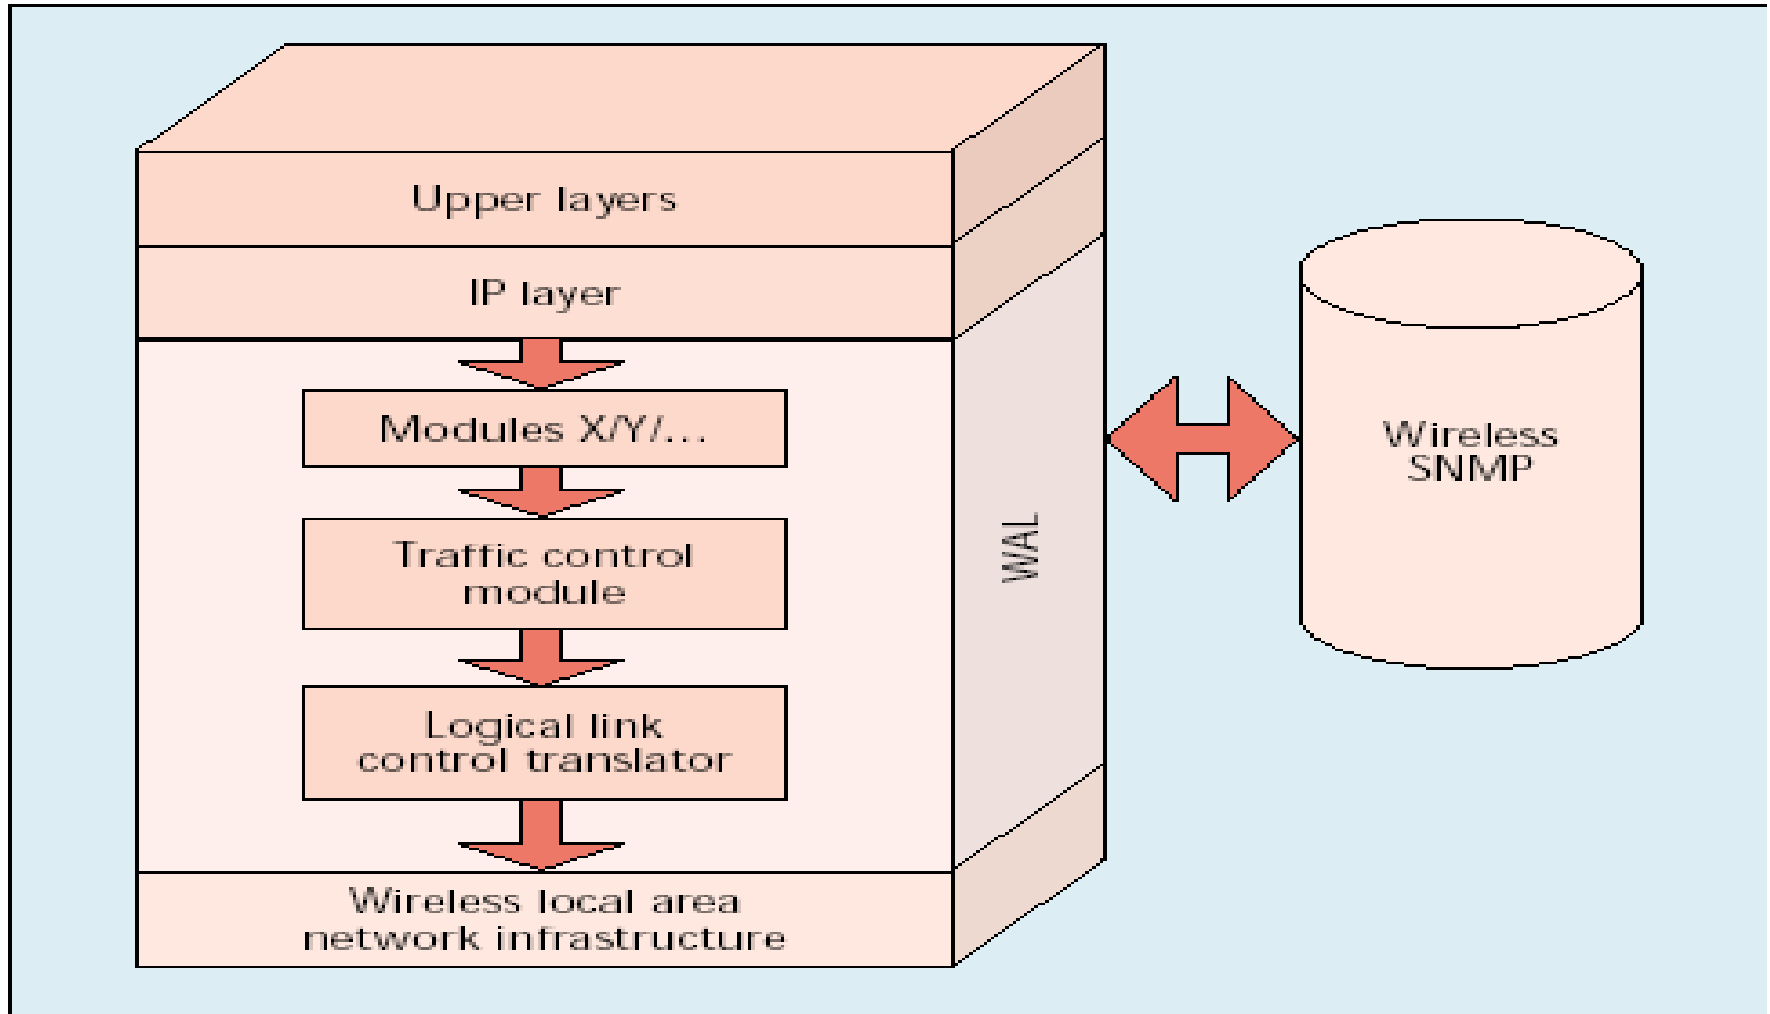 Upper layers
IP layer
Modules X/Y/...
Traffic control
module
Logical link
control translator
Wireless local area
network infrastructure
WAL
Wireless
SNMP